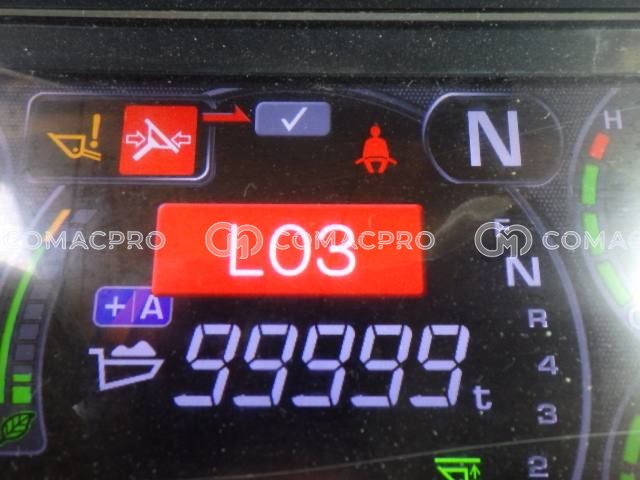 H
N
L03
COMACPRO COMACPRO COMACPRO
F
N
+ A
R
99999 t
4
3
2